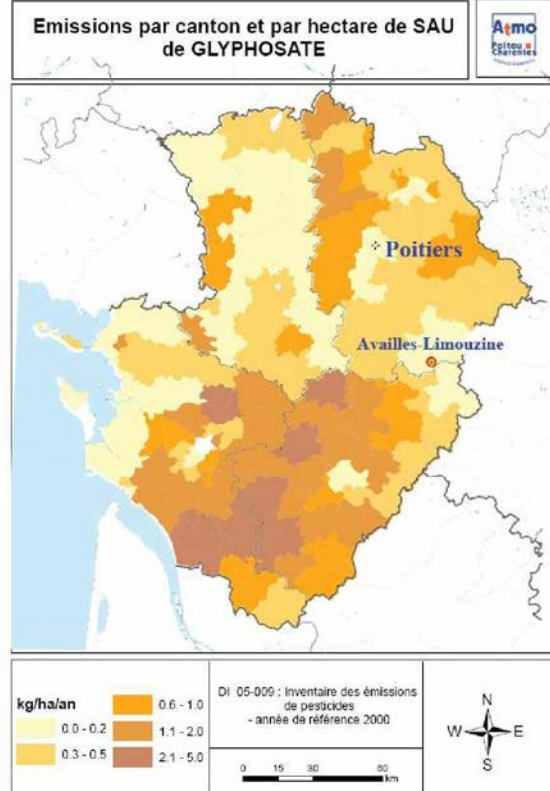 Emissions par canton et par hectare de SAU
de GLYPHOSATE
Atmo
Poitou
Charentes
Poitiers
Availles-Limouzine
kg/ha/an
0.0 - 0.2
0.3 - 0.5
0.6 - 1.0
1.1 - 2.0
2.1 - 5.0
DI 05-009 : Inventaire des émissions
de pesticides
- année de référence 2000
0 15 30 60
km
N
W E
S